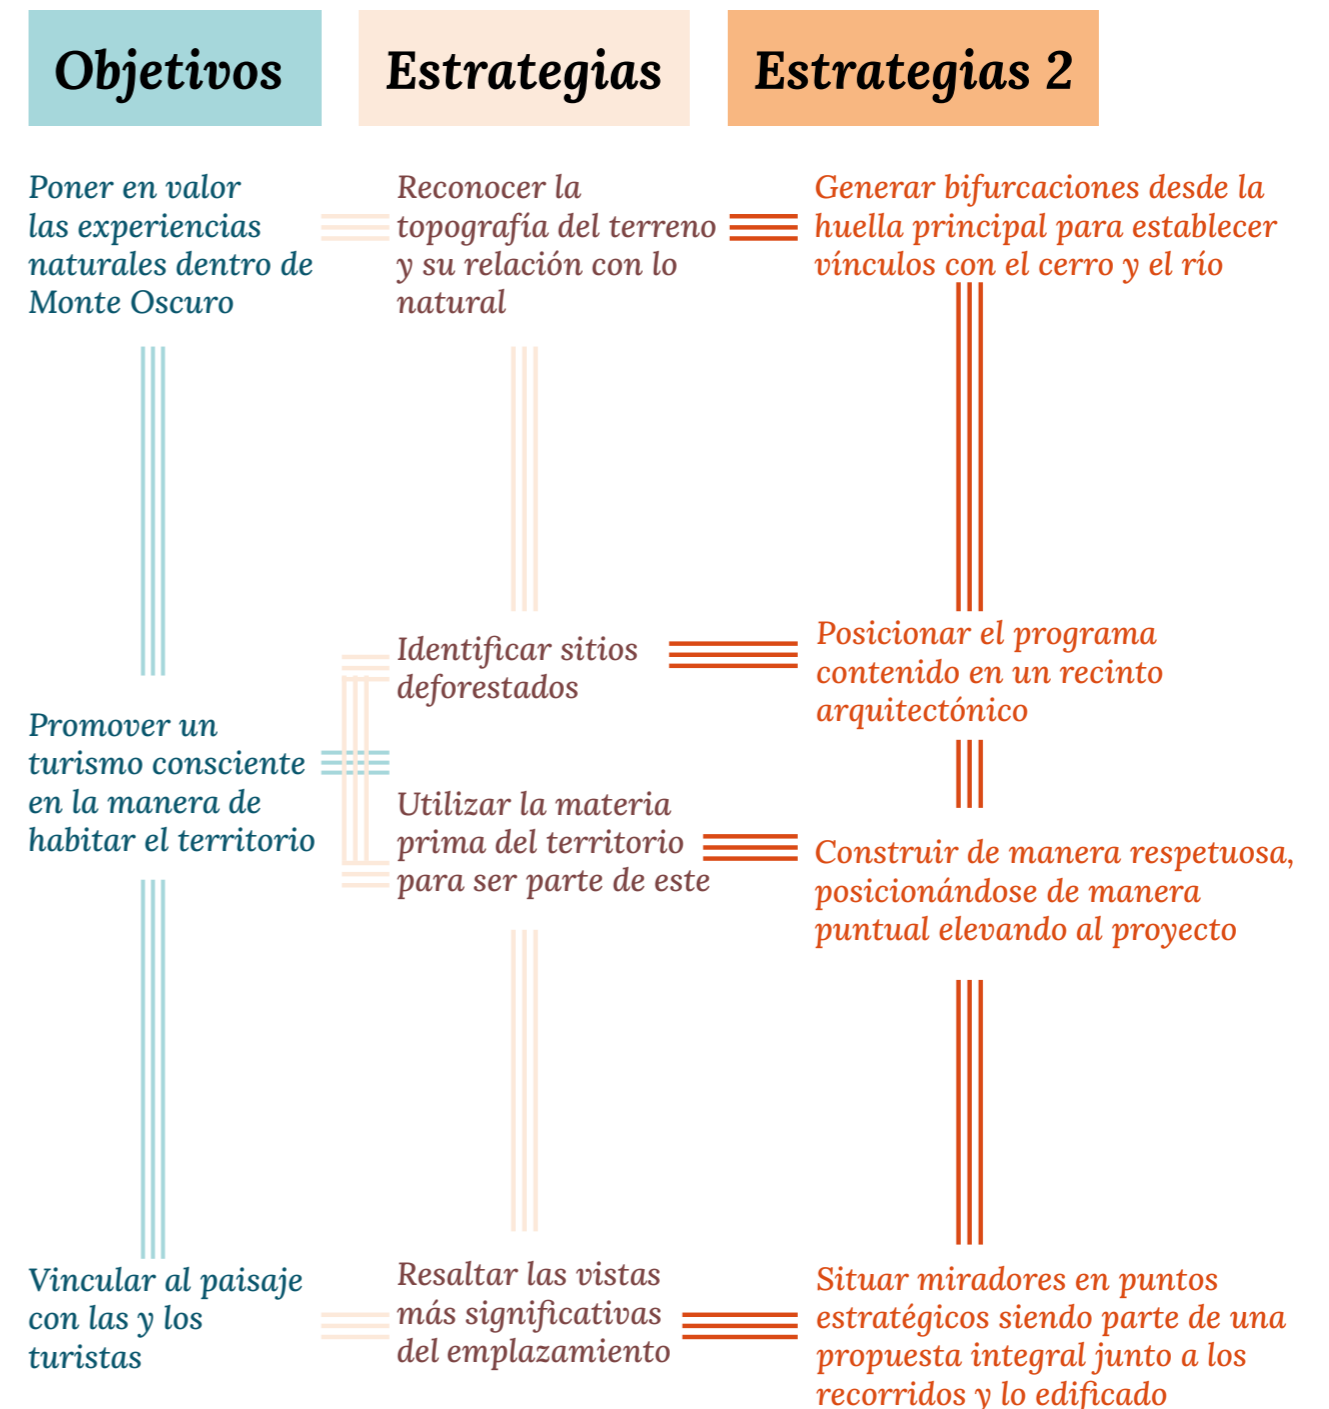 Objetivos
Estrategias
Estrategias 2
Poner en valor
las experiencias
naturales dentro de
Monte Oscuro
Reconocer la
topografía del terreno
y su relación con lo
natural
Generar bifurcaciones desde la
huella principal para establecer
vínculos con el cerro y el río
Promover un
turismo consciente
en la manera de
habitar el territorio
Identificar sitios
deforestados
Posicionar el programa
contenido en un recinto
arquitectónico
Utilizar la materia
prima del territorio
para ser parte de este
Construir de manera respetuosa,
posicionándose de manera
puntual elevando al proyecto
Vincular al paisaje
con las y los
turistas
Resaltar las vistas
más significativas
del emplazamiento
Situar miradores en puntos
estratégicos siendo parte de una
propuesta integral junto a los
recorridos y lo edificado